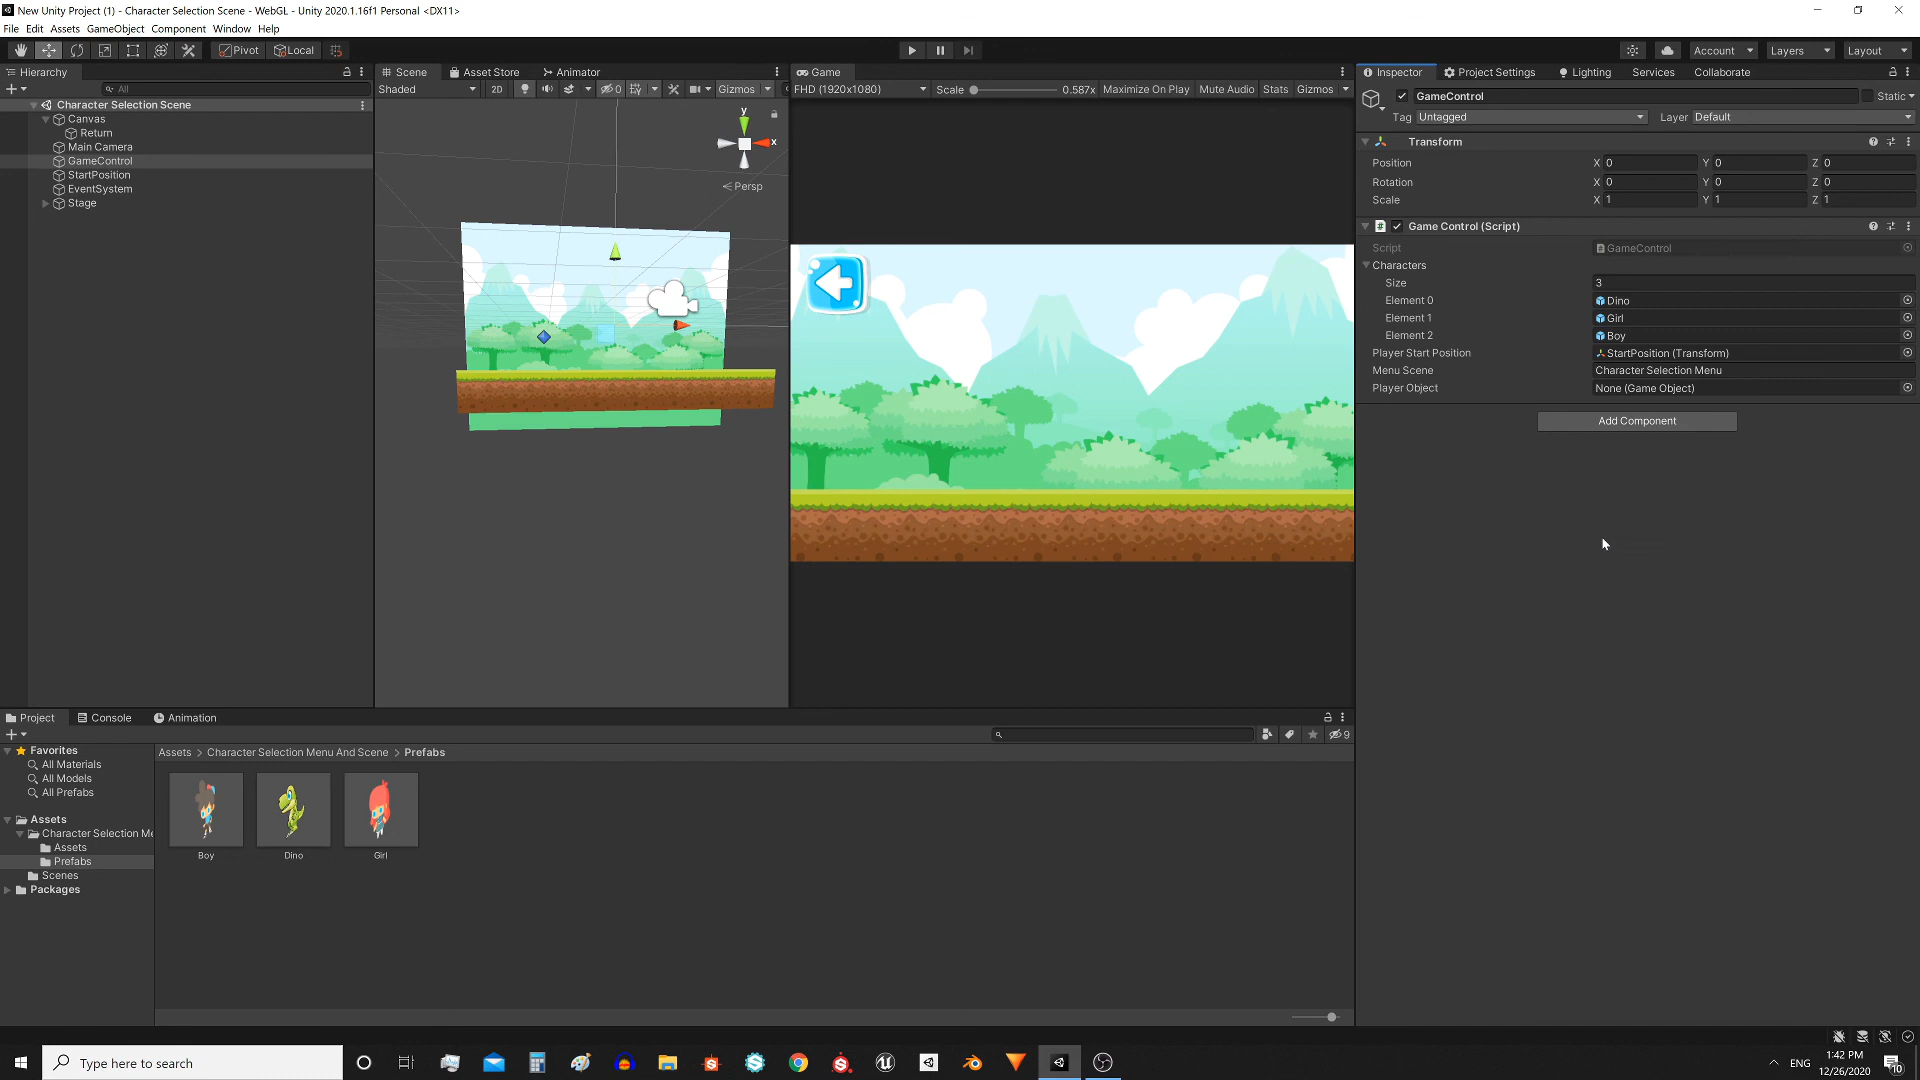 New Unity Project (1) - Character Selection Scene - WebGL - Unity 2020.1.16f1 Personal <DX11>
File Edit Assets GameObject Component Window Help
Pivot Local Account Layers Layout
Hierarchy
All
Character Selection Scene
Canvas
Return
Main Camera
GameControl
StartPosition
EventSystem
Stage
Scene Asset Store Animator
Shaded 2D 0 Gizmos
y
x
Persp
Game
FHD (1920x1080) Scale 0.587x Maximize On Play Mute Audio Stats Gizmos
Inspector Project Settings Lighting Services Collaborate
GameControl Static
Tag Untagged Layer Default
Transform
Position X 0 Y 0 Z 0
Rotation X 0 Y 0 Z 0
Scale X 1 Y 1 Z 1
Game Control (Script)
Script GameControl
Characters
Size 3
Element 0 Dino
Element 1 Girl
Element 2 Boy
Player Start Position StartPosition (Transform)
Menu Scene Character Selection Menu
Player Object None (Game Object)
Add Component
Project Console Animation
9
Favorites
All Materials
All Models
All Prefabs
Assets
Character Selection Me
Assets
Prefabs
Scenes
Packages
Assets > Character Selection Menu And Scene > Prefabs
Boy Dino Girl
Type here to search
ENG
1:42 PM
12/26/2020
10